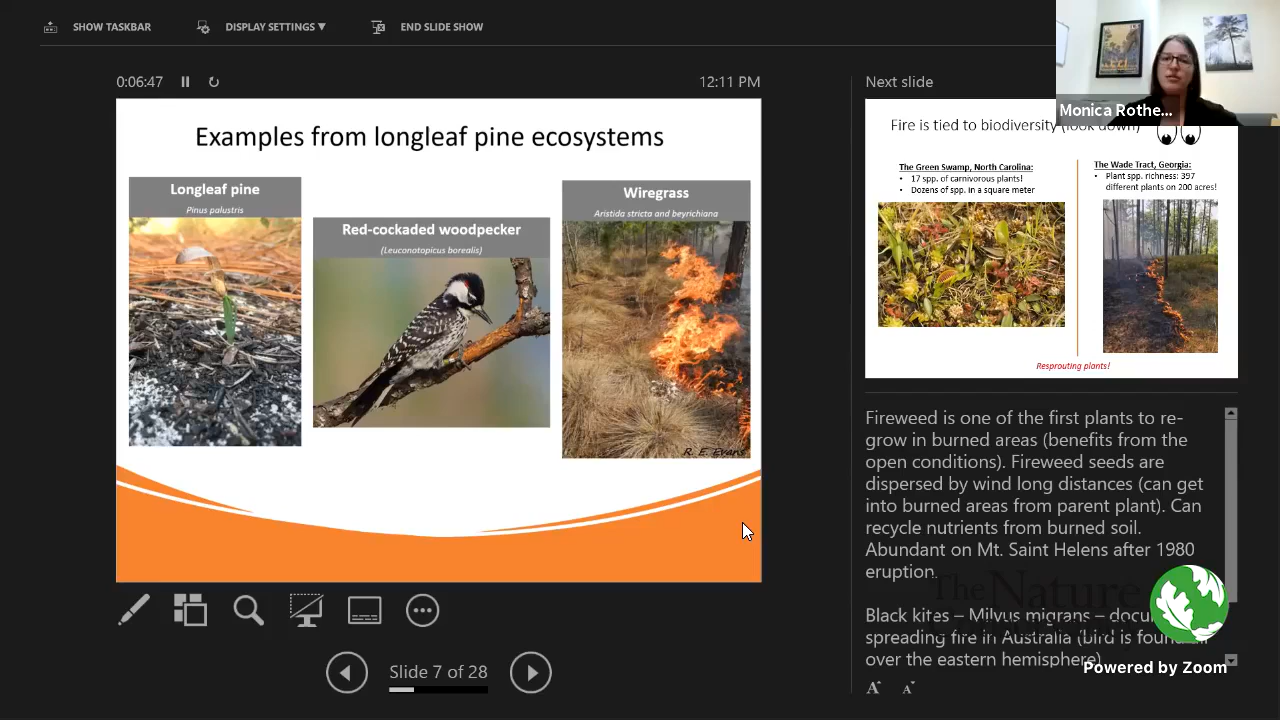 SHOW TASKBAR
DISPLAY SETTINGS ▼
END SLIDE SHOW
0:06:47
12:11 PM
Examples from longleaf pine ecosystems
Longleaf pine
Pinus palustris
Red-cockaded woodpecker
(Leuconotopicus borealis)
Wiregrass
Aristida stricta and beyrichiana
R. E. Evans
Slide 7 of 28
Next slide
Monica Rothe...
Fire is tied to biodiversity (look down)
The Green Swamp, North Carolina:
• 17 spp. of carnivorous plants!
• Dozens of spp. in a square meter
The Wade Tract, Georgia:
• Plant spp. richness: 397
different plants on 200 acres!
Resprouting plants!
Fireweed is one of the first plants to re-
grow in burned areas (benefits from the
open conditions). Fireweed seeds are
dispersed by wind long distances (can get
into burned areas from parent plant). Can
recycle nutrients from burned soil.
Abundant on Mt. Saint Helens after 1980
eruption.
Black kites – Milvus migrans –
spreading fire in Australia (bird is found
over the eastern hemisphere)
The Nature
Powered by Zoom
A
A